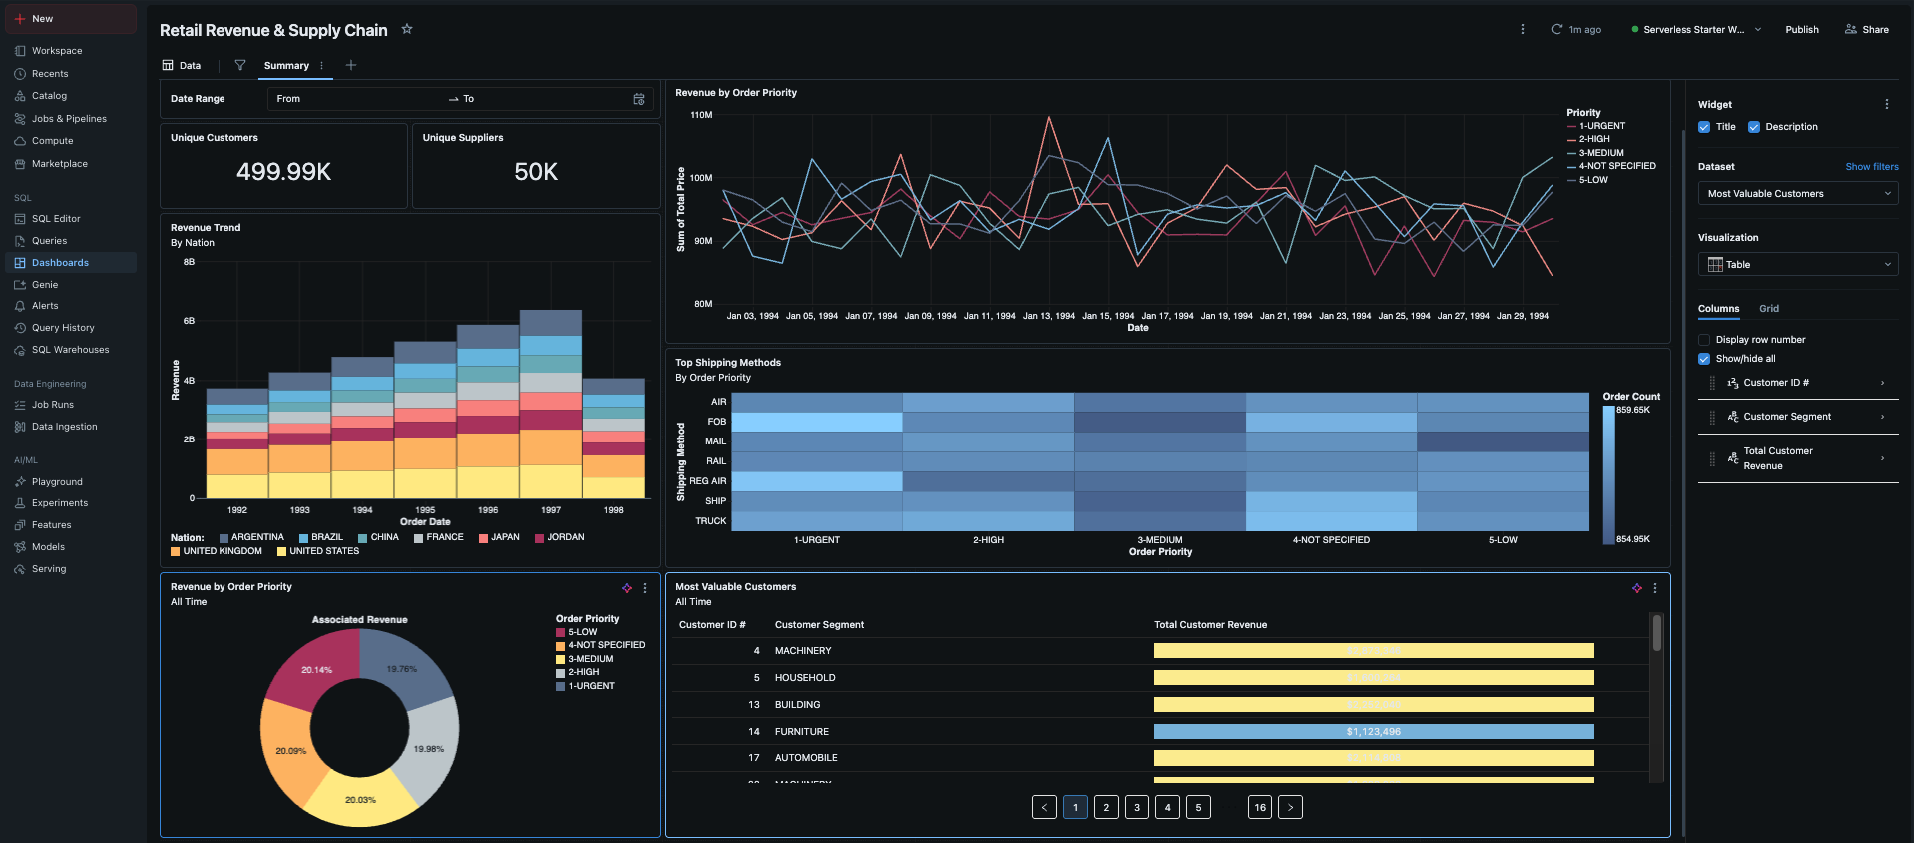 New
Workspace
Recents
Catalog
Jobs & Pipelines
Compute
Marketplace
SQL
SQL Editor
Queries
Dashboards
Genie
Alerts
Query History
SQL Warehouses
Data Engineering
Job Runs
Data Ingestion
AI/ML
Playground
Experiments
Features
Models
Serving
Retail Revenue & Supply Chain
1m ago
Serverless Starter W...
Publish
Share
Data
Summary
Date Range
From
To
Unique Customers
499.99K
Unique Suppliers
50K
Revenue Trend
By Nation
8B
6B
4B
2B
0
Revenue
1992 1993 1994 1995 1996 1997 1998
Order Date
Nation: ARGENTINA BRAZIL CHINA FRANCE JAPAN JORDAN
UNITED KINGDOM UNITED STATES
Revenue by Order Priority
110M
100M
90M
80M
Sum of Total Price
Jan 03, 1994 Jan 05, 1994 Jan 07, 1994 Jan 09, 1994 Jan 11, 1994 Jan 13, 1994 Jan 15, 1994 Jan 17, 1994 Jan 19, 1994 Jan 21, 1994 Jan 23, 1994 Jan 25, 1994 Jan 27, 1994 Jan 29, 1994
Date
Priority
1-URGENT
2-HIGH
3-MEDIUM
4-NOT SPECIFIED
5-LOW
Top Shipping Methods
By Order Priority
Shipping Method
AIR
FOB
MAIL
RAIL
REG AIR
SHIP
TRUCK
1-URGENT 2-HIGH 3-MEDIUM 4-NOT SPECIFIED 5-LOW
Order Priority
Order Count
859.65K
854.95K
Revenue by Order Priority
All Time
Associated Revenue
20.14%
19.76%
20.09%
19.98%
20.03%
Order Priority
5-LOW
4-NOT SPECIFIED
3-MEDIUM
2-HIGH
1-URGENT
Most Valuable Customers
All Time
Customer ID # Customer Segment Total Customer Revenue
4 MACHINERY
5 HOUSEHOLD
13 BUILDING
14 FURNITURE $1,123,496
17 AUTOMOBILE
MACHINERY
1 2 3 4 5 16
Widget
Title
Description
Dataset
Show filters
Most Valuable Customers
Visualization
Table
Columns
Grid
Display row number
Show/hide all
Customer ID #
Customer Segment
Total Customer
Revenue